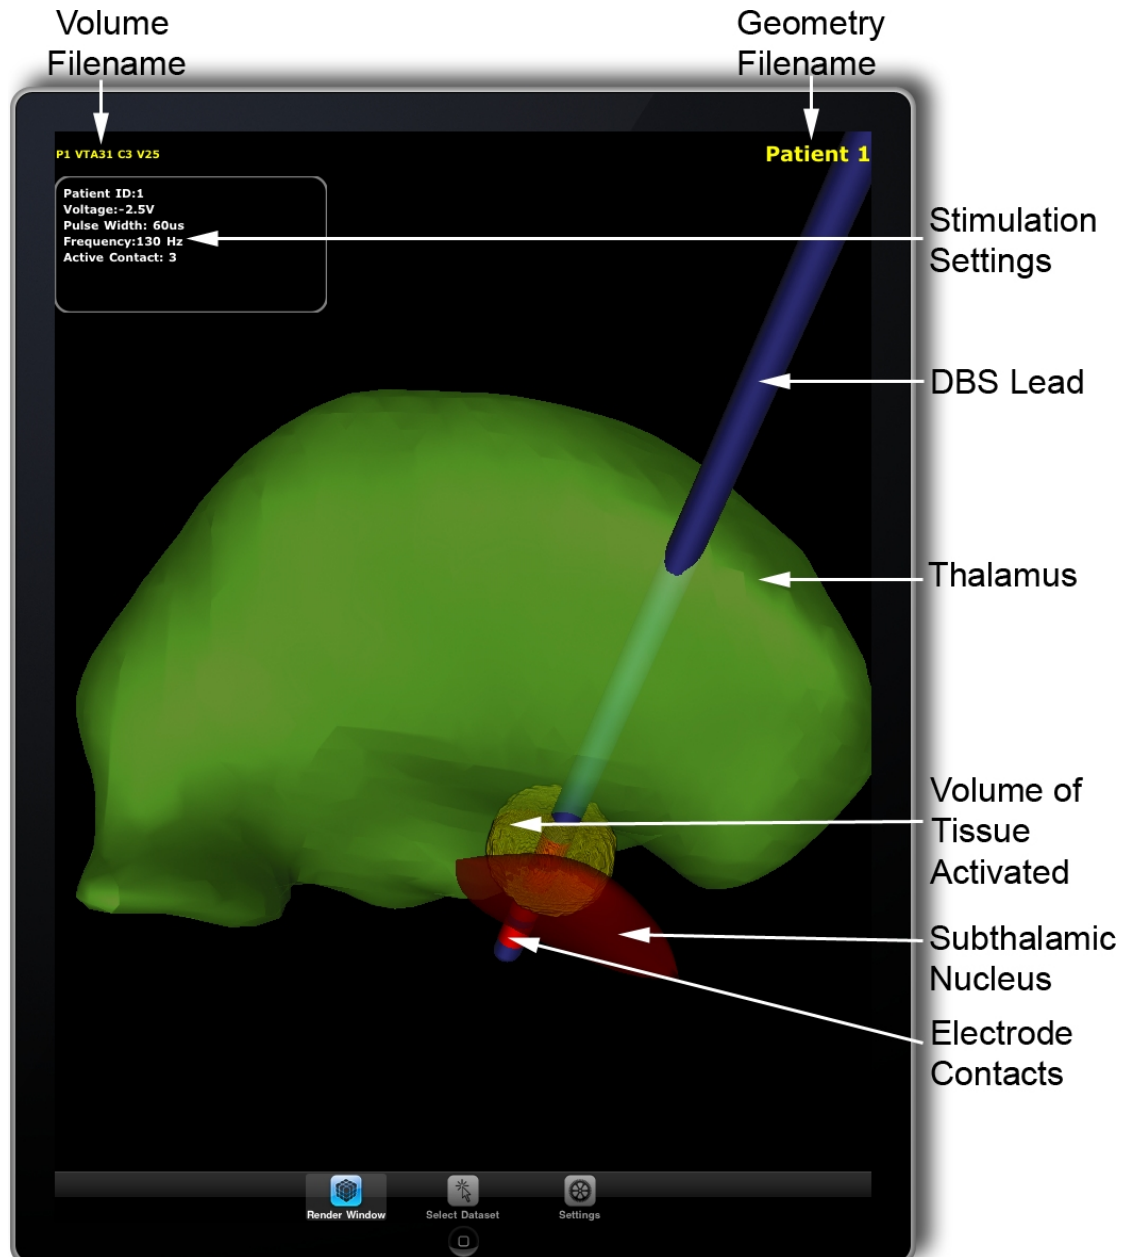 Volume
Filename
Geometry
Filename
P1 VTA31 C3 V25
Patient 1
Patient ID:1
Voltage:-2.5V
Pulse Width: 60us
Frequency:130 Hz
Active Contact: 3
Stimulation
Settings
DBS Lead
Thalamus
Volume of
Tissue
Activated
Subthalamic
Nucleus
Electrode
Contacts
Render Window
Select Dataset
Settings